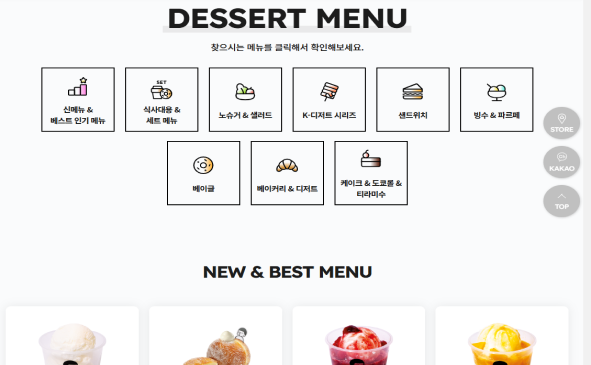 DESSERT MENU
찾으시는 메뉴를 클릭해서 확인해보세요.
신메뉴 &
베스트 인기 메뉴
SET
식사대용 &
세트 메뉴
노슈거 & 샐러드
K-디저트 시리즈
샌드위치
빙수 & 파르페
베이글
베이커리 & 디저트
케이크 & 도쿄롤 &
티라미수
STORE
KAKAO
TOP
NEW & BEST MENU